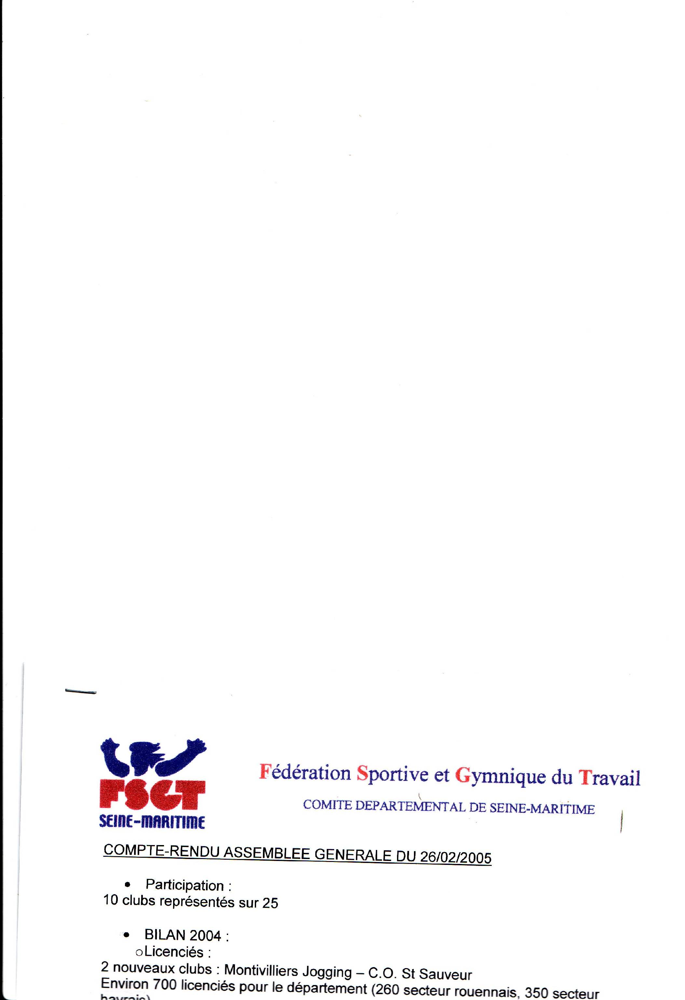 FSGT
SEINE-MARITIME
Fédération Sportive et Gymnique du Travail
COMITE DEPARTEMENTAL DE SEINE-MARITIME
COMPTE-RENDU ASSEMBLEE GENERALE DU 26/02/2005
• Participation :
10 clubs représentés sur 25
• BILAN 2004 :
o Licenciés :
2 nouveaux clubs : Montivilliers Jogging – C.O. St Sauveur
Environ 700 licenciés pour le département (260 secteur rouennais, 350 secteur
havrais)